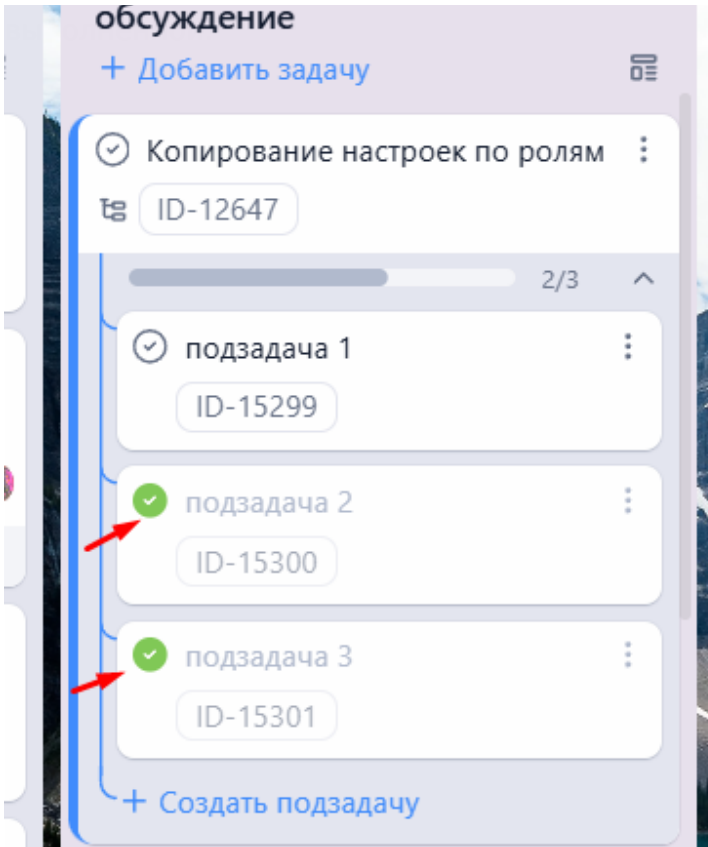 обсуждение
+ Добавить задачу
Копирование настроек по ролям
ID-12647
2/3
подзадача 1
ID-15299
подзадача 2
ID-15300
подзадача 3
ID-15301
+ Создать подзадачу